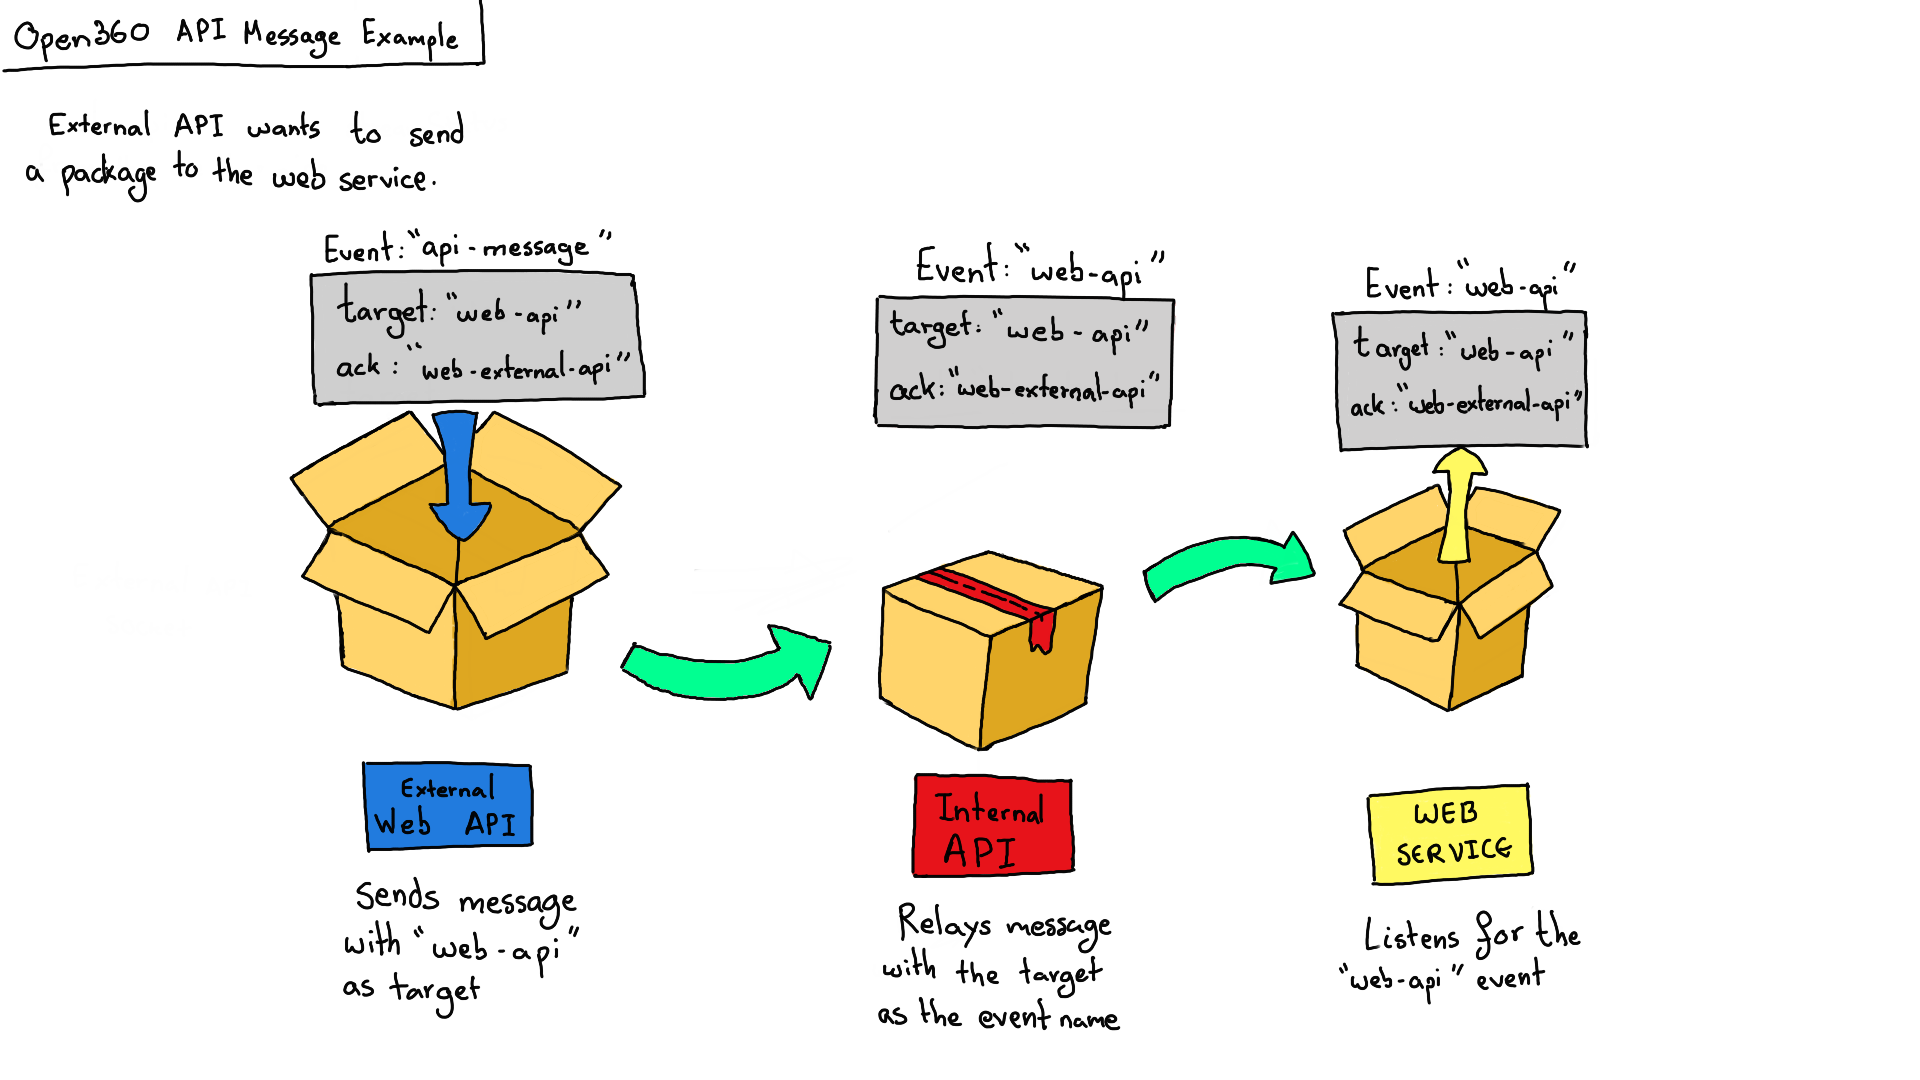 Open360 API Message Example
External API wants to send
a package to the web service.
Event: "api-message"
target: "web-api"
ack: "web-external-api"
External
Web API
Sends message
with "web-api"
as target
Event: "web-api"
target: "web-api"
ack: "web-external-api"
Internal
API
Relays message
with the target
as the event name
Event: "web-api"
target: "web-api"
ack: "web-external-api"
WEB
SERVICE
Listens for the
"web-api" event